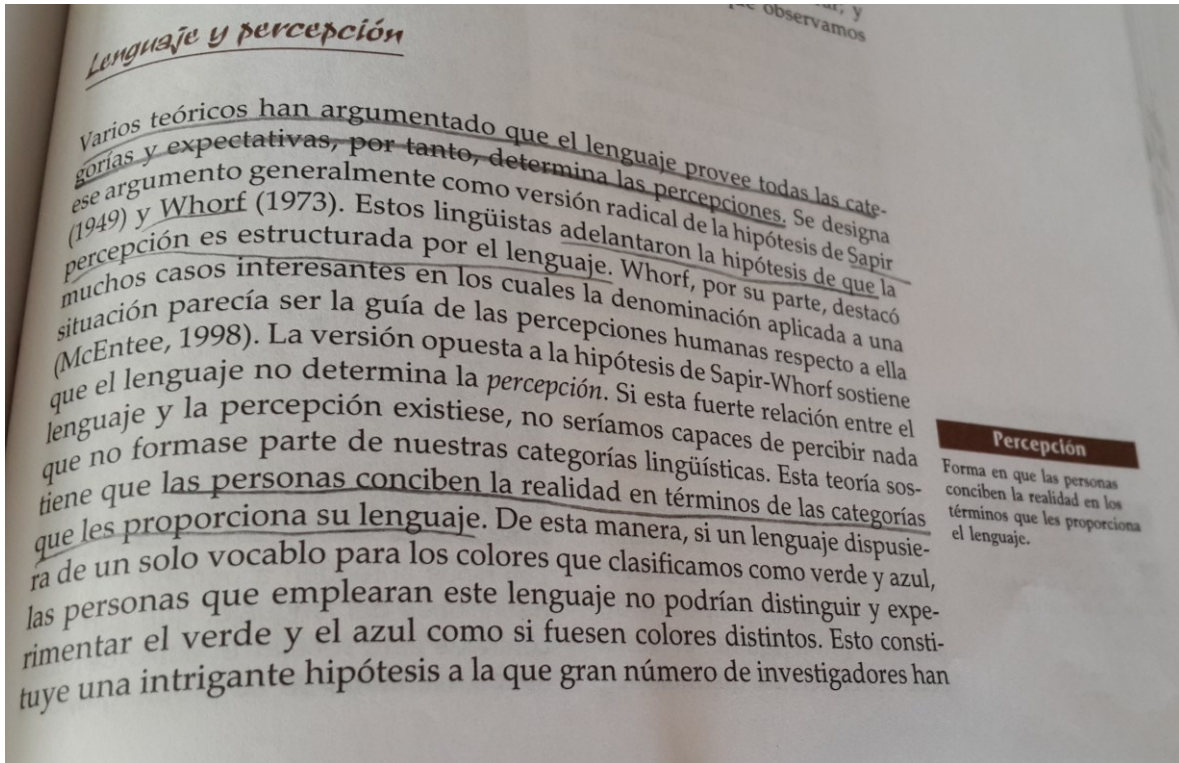 observamos
Lenguaje y percepción
Varios teóricos han argumentado que el lenguaje provee todas las cate-
gorías y expectativas, por tanto, determina las percepciones. Se designa
ese argumento generalmente como versión radical de la hipótesis de Sapir
(1949) y Whorf (1973). Estos lingüistas adelantaron la hipótesis de que la
percepción es estructurada por el lenguaje. Whorf, por su parte, destacó
muchos casos interesantes en los cuales la denominación aplicada a una
situación parecía ser la guía de las percepciones humanas respecto a ella
(McEntee, 1998). La versión opuesta a la hipótesis de Sapir-Whorf sostiene
que el lenguaje no determina la percepción. Si esta fuerte relación entre el
lenguaje y la percepción existiese, no seríamos capaces de percibir nada
que no formase parte de nuestras categorías lingüísticas. Esta teoría sos-
tiene que las personas conciben la realidad en términos de las categorías
que les proporciona su lenguaje. De esta manera, si un lenguaje dispusie-
ra de un solo vocablo para los colores que clasificamos como verde y azul,
las personas que emplearan este lenguaje no podrían distinguir y expe-
rimentar el verde y el azul como si fuesen colores distintos. Esto consti-
tuye una intrigante hipótesis a la que gran número de investigadores han
Percepción
Forma en que las personas
conciben la realidad en los
términos que les proporciona
el lenguaje.